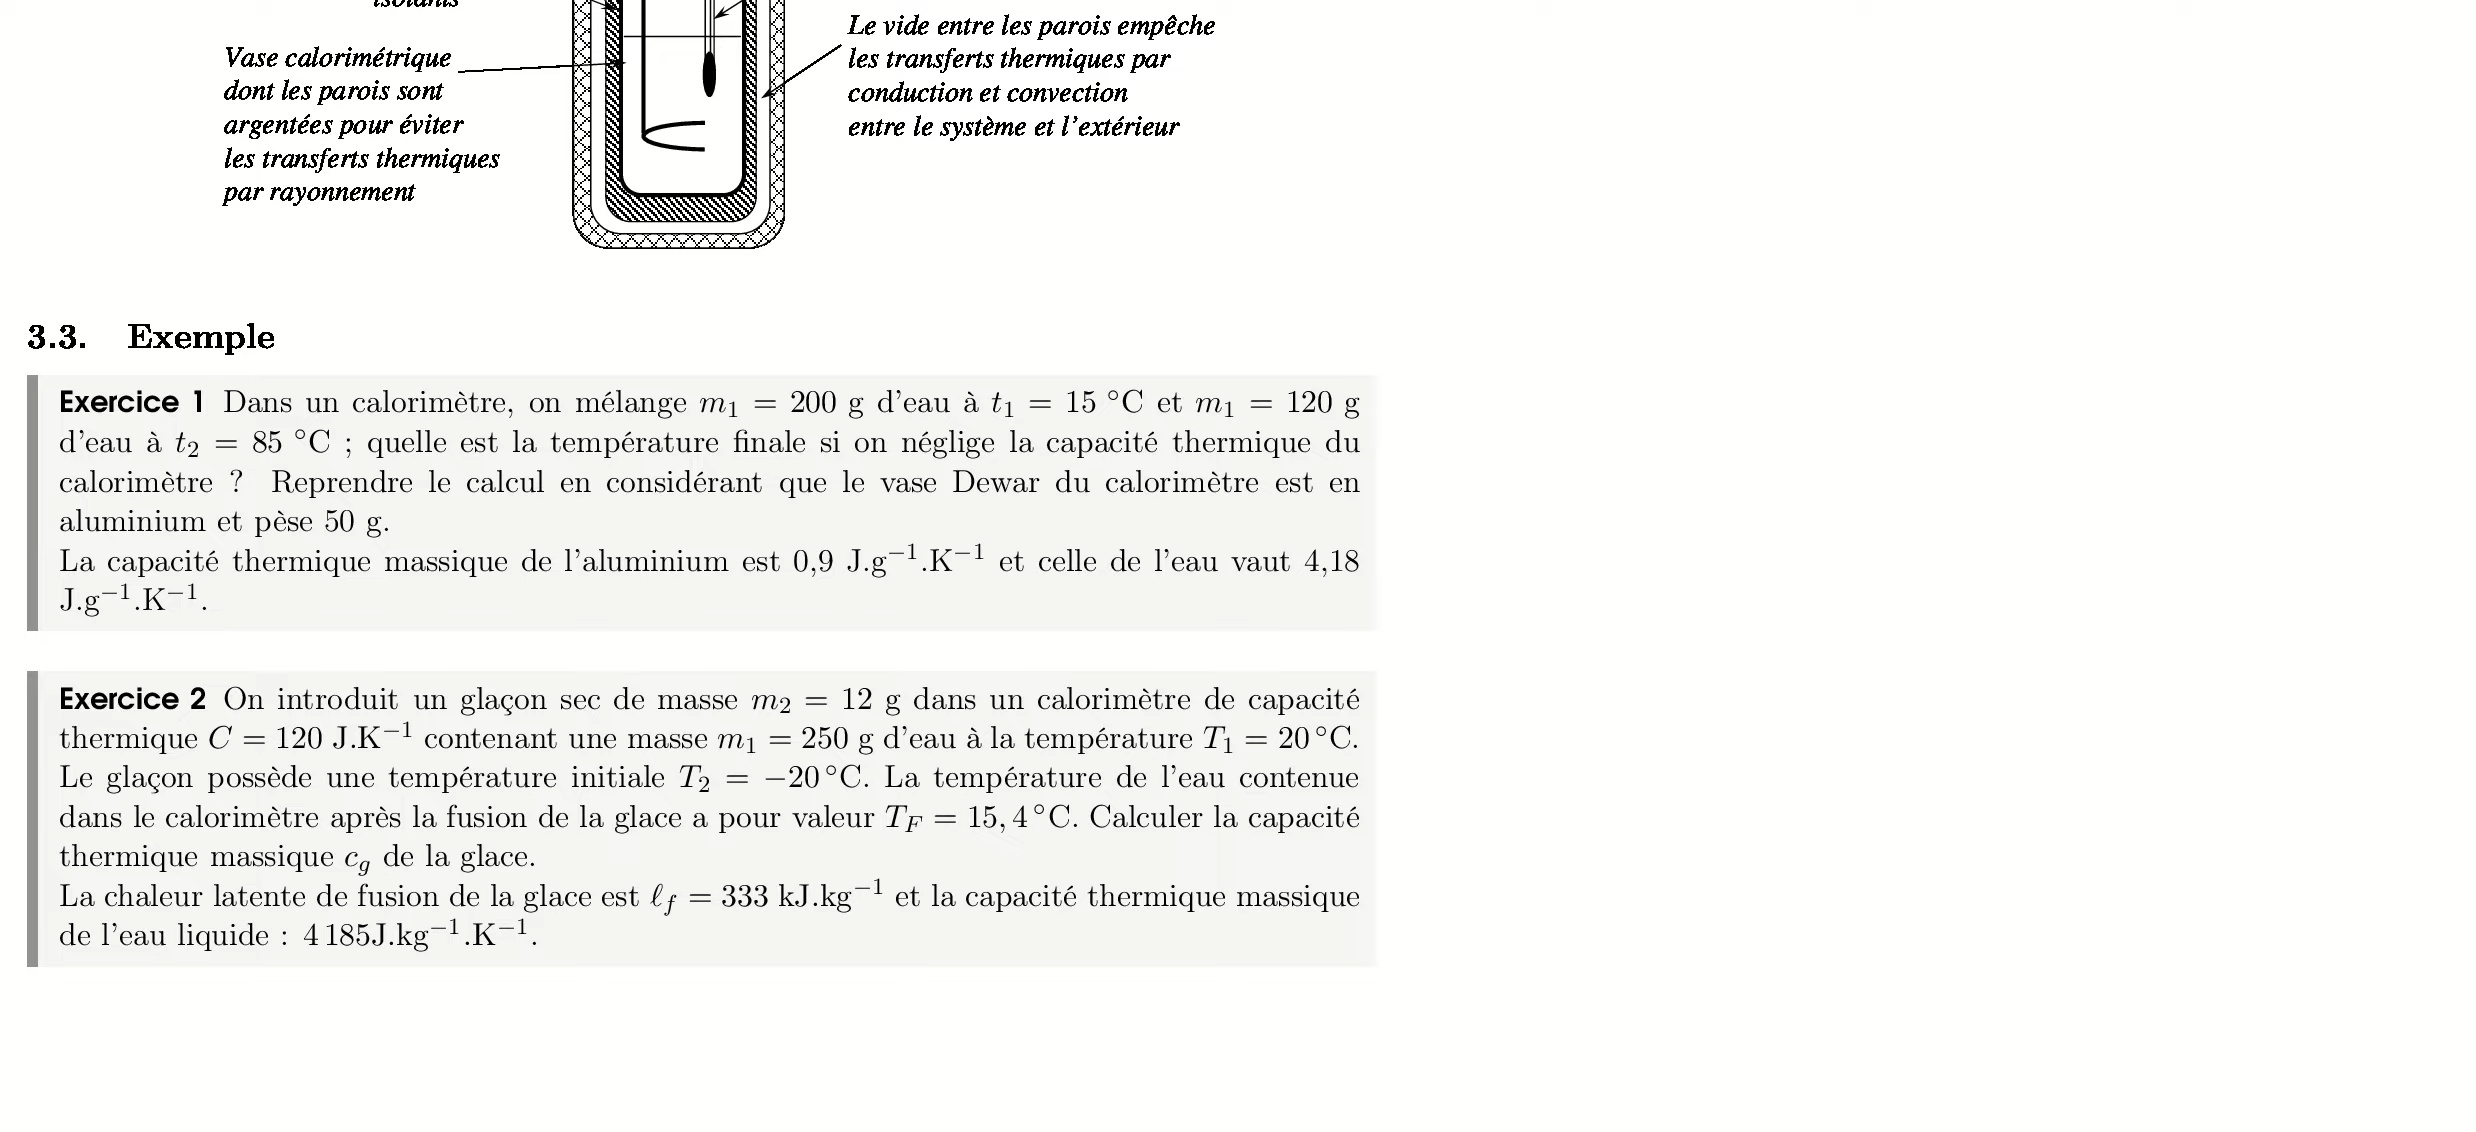 isolants
Vase calorimétrique
dont les parois sont
argentées pour éviter
les transferts thermiques
par rayonnement
Le vide entre les parois empêche
les transferts thermiques par
conduction et convection
entre le système et l'extérieur
3.3. Exemple
Exercice 1 Dans un calorimètre, on mélange m₁ = 200 g d'eau à t₁ = 15 °C et m₁ = 120 g
d'eau à t₂ = 85 °C ; quelle est la température finale si on néglige la capacité thermique du
calorimètre ? Reprendre le calcul en considérant que le vase Dewar du calorimètre est en
aluminium et pèse 50 g.
La capacité thermique massique de l'aluminium est 0,9 J.g⁻¹.K⁻¹ et celle de l'eau vaut 4,18
J.g⁻¹.K⁻¹.
Exercice 2 On introduit un glaçon sec de masse m₂ = 12 g dans un calorimètre de capacité
thermique C = 120 J.K⁻¹ contenant une masse m₁ = 250 g d'eau à la température T₁ = 20 °C.
Le glaçon possède une température initiale T₂ = −20 °C. La température de l'eau contenue
dans le calorimètre après la fusion de la glace a pour valeur T_F = 15, 4 °C. Calculer la capacité
thermique massique c_g de la glace.
La chaleur latente de fusion de la glace est ℓ_f = 333 kJ.kg⁻¹ et la capacité thermique massique
de l'eau liquide : 4 185J.kg⁻¹.K⁻¹.